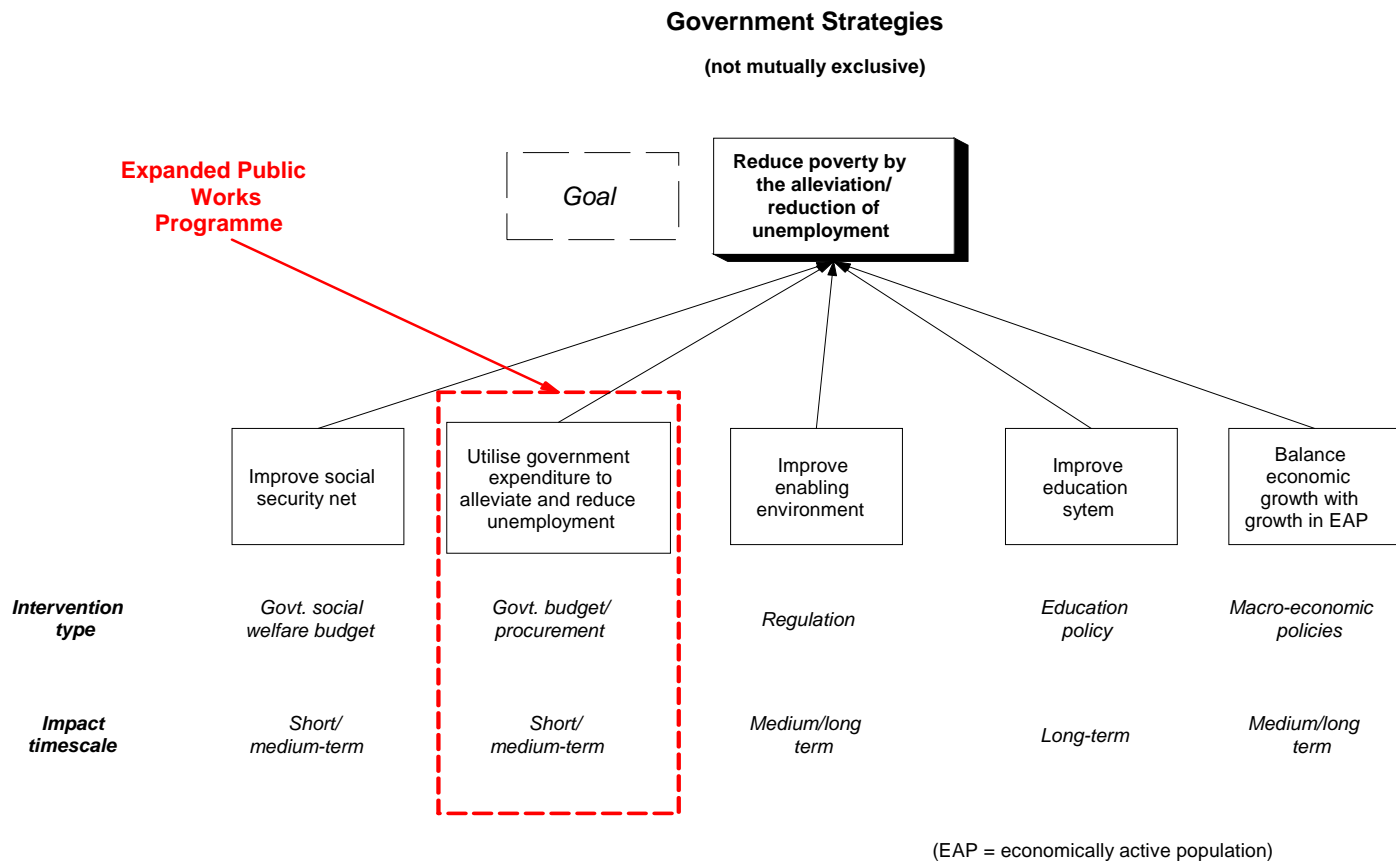 Government Strategies
(not mutually exclusive)
Expanded Public
Works
Programme
Goal
Reduce poverty by
the alleviation/
reduction of
unemployment
Improve social
security net
Utilise government
expenditure to
alleviate and reduce
unemployment
Improve
enabling
environment
Improve
education
sytem
Balance
economic
growth with
growth in EAP
Intervention
type
Govt. social
welfare budget
Govt. budget/
procurement
Regulation
Education
policy
Macro-economic
policies
Impact
timescale
Short/
medium-term
Short/
medium-term
Medium/long
term
Long-term
Medium/long
term
(EAP = economically active population)